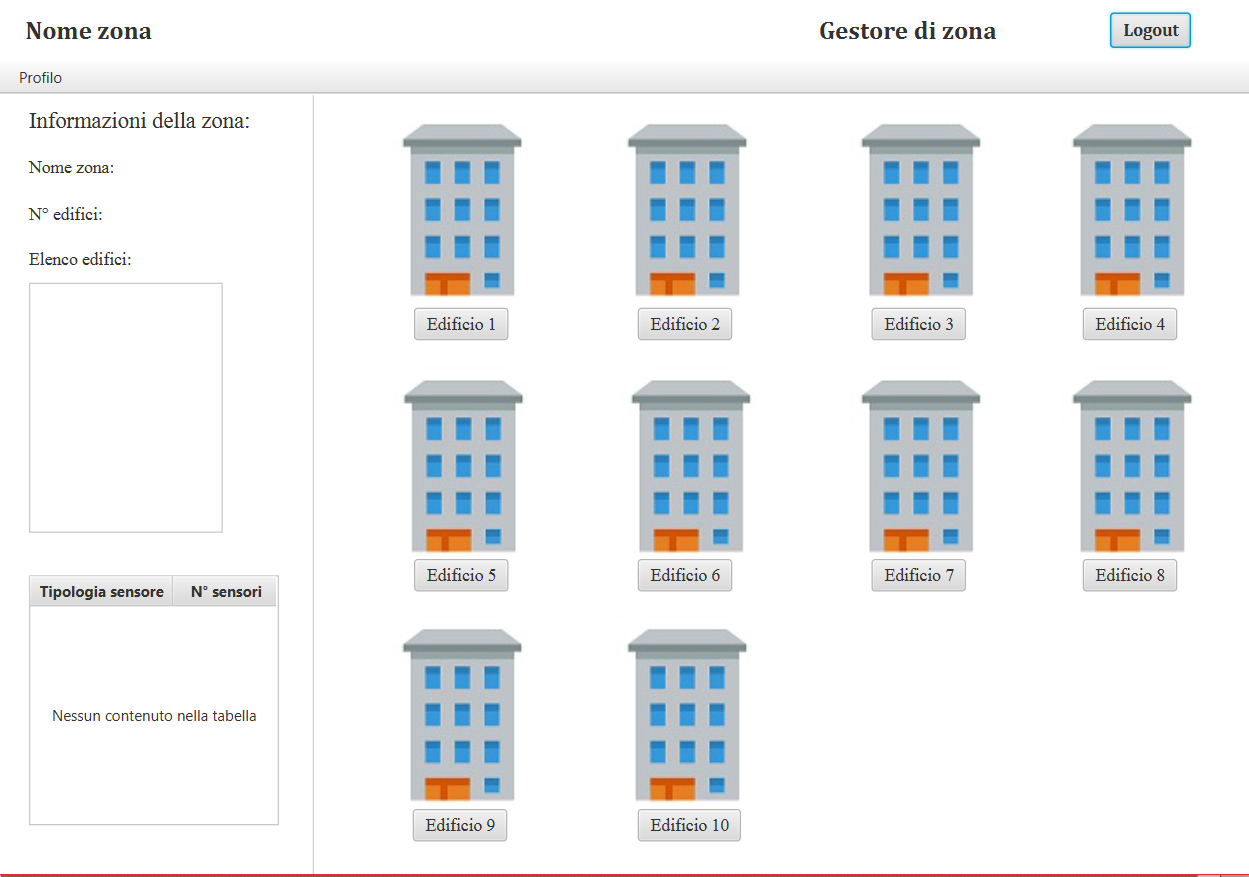 Nome zona
Gestore di zona
Logout
Profilo
Informazioni della zona:
Nome zona:
N° edifici:
Elenco edifici:
Tipologia sensore N° sensori
Nessun contenuto nella tabella
Edificio 1
Edificio 2
Edificio 3
Edificio 4
Edificio 5
Edificio 6
Edificio 7
Edificio 8
Edificio 9
Edificio 10